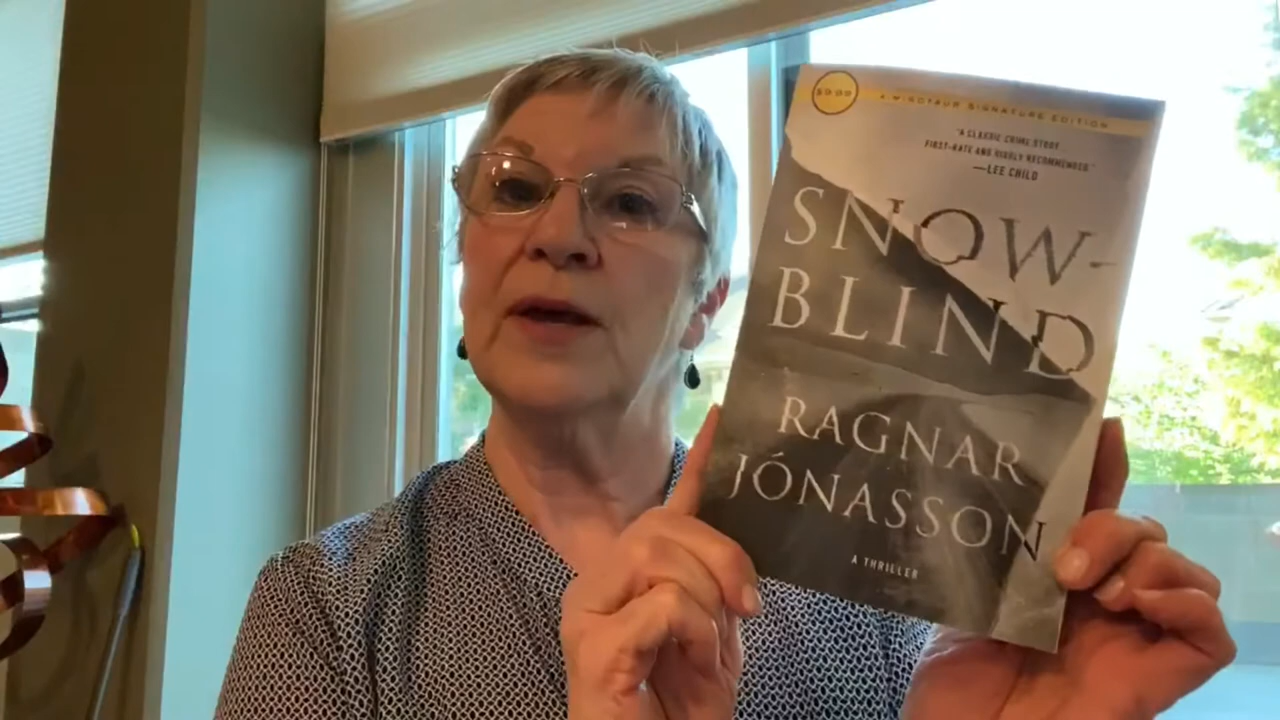 $9.99
A MINOTAUR SIGNATURE EDITION
"A CLASSIC CRIME STORY...
FIRST-RATE AND HIGHLY RECOMMENDED."
—LEE CHILD
SNOW-
BLIND
RAGNAR
JÓNASSON
A THRILLER